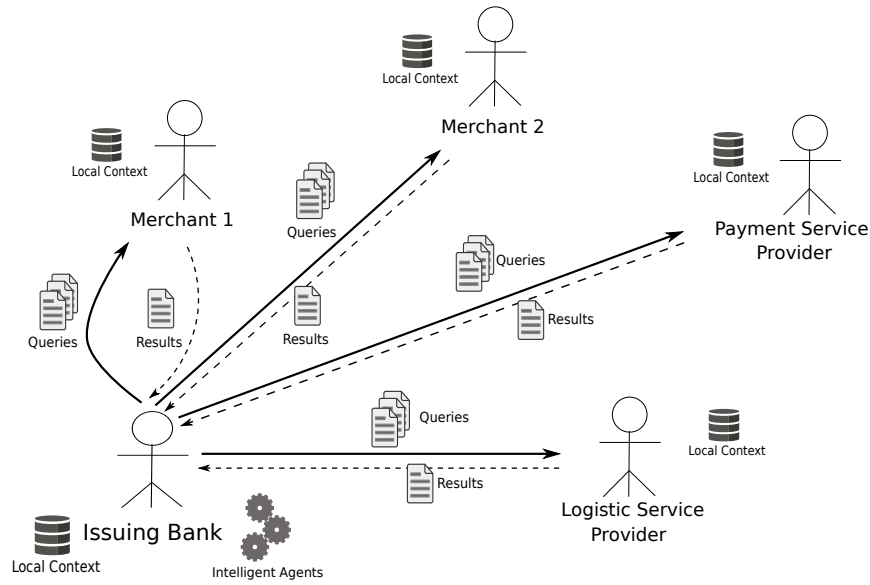 Local Context
Merchant 2
Local Context
Merchant 1
Local Context
Payment Service
Provider
Queries
Queries
Queries
Results
Results
Results
Queries
Local Context
Results
Logistic Service
Provider
Issuing Bank
Local Context
Intelligent Agents